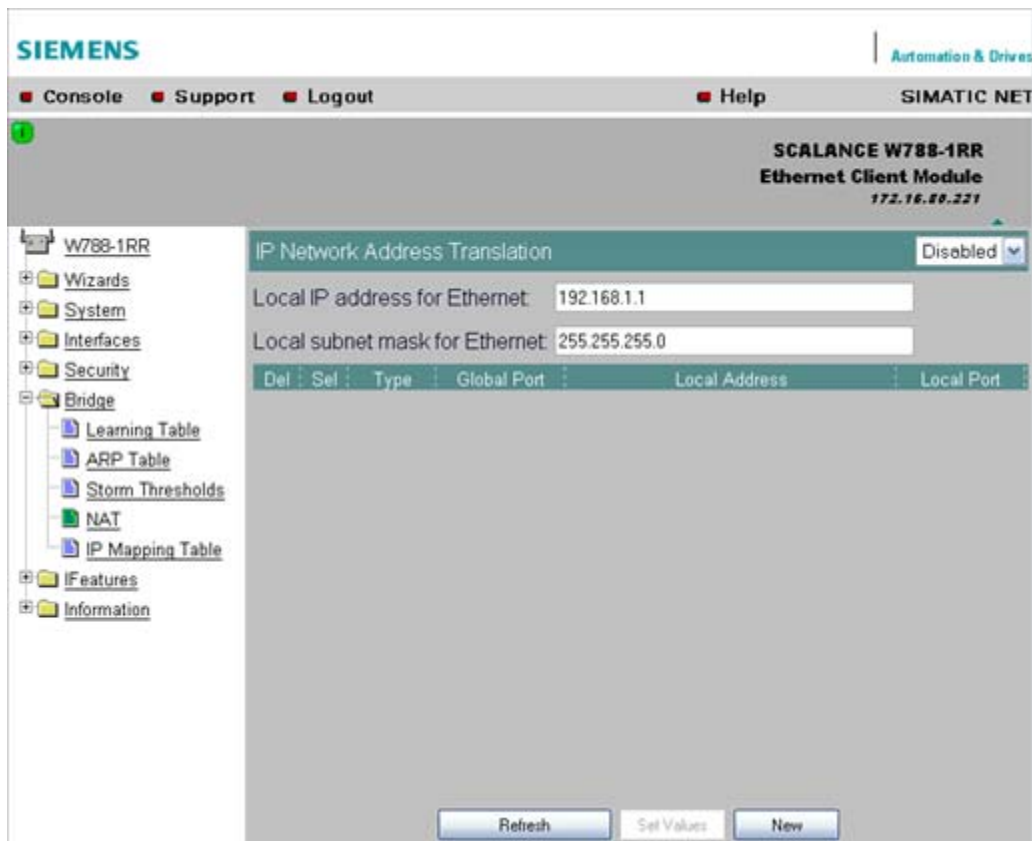 SIEMENS
Automation & Drives
Console Support Logout Help SIMATIC NET
SCALANCE W788-1RR
Ethernet Client Module
172.16.86.221
W788-1RR
Wizards
System
Interfaces
Security
Bridge
Learning Table
ARP Table
Storm Thresholds
NAT
IP Mapping Table
IFeatures
Information
IP Network Address Translation Disabled
Local IP address for Ethernet: 192.168.1.1
Local subnet mask for Ethernet: 255.255.255.0
Del Sel Type Global Port Local Address Local Port
Refresh Set Values New